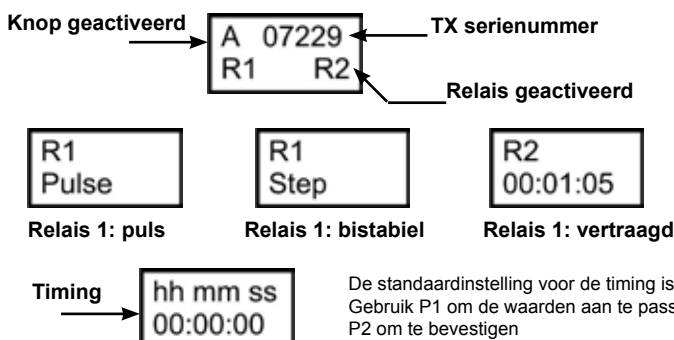 Knop geactiveerd
A 07229
TX serienummer
R1 R2
Relais geactiveerd
R1
Pulse
R1
Step
R2
00:01:05
Relais 1: puls
Relais 1: bistabiel
Relais 1: vertraagd
Timing
hh mm ss
00:00:00
De standaardinstelling voor de timing is
Gebruik P1 om de waarden aan te pass
P2 om te bevestigen